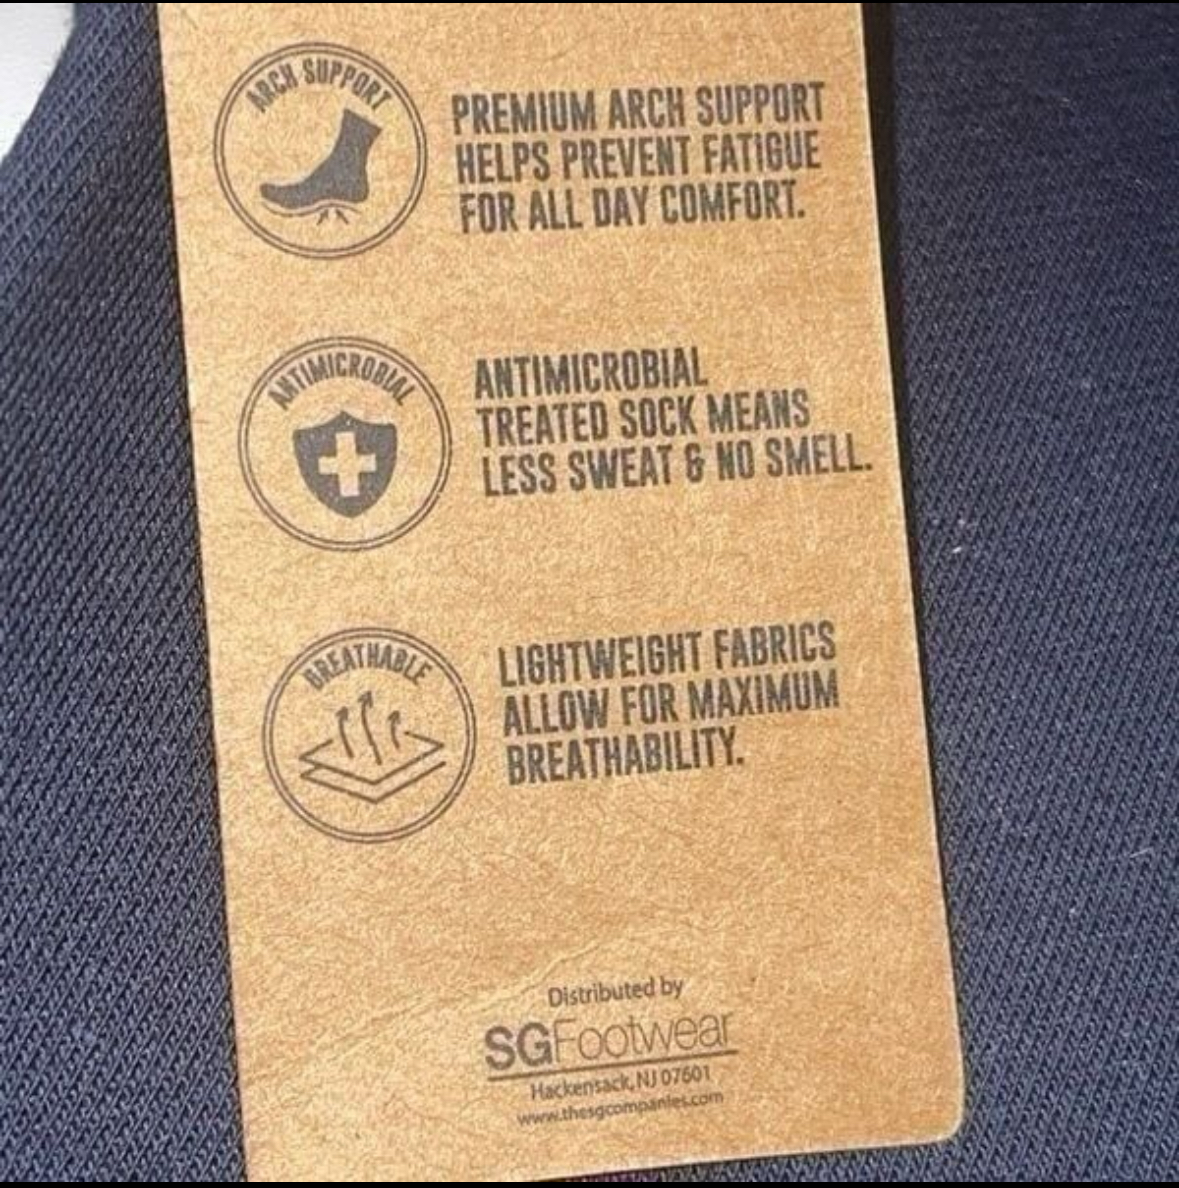 ARCH SUPPORT
PREMIUM ARCH SUPPORT
HELPS PREVENT FATIGUE
FOR ALL DAY COMFORT.
ANTIMICROBIAL
ANTIMICROBIAL
TREATED SOCK MEANS
LESS SWEAT & NO SMELL.
BREATHABLE
LIGHTWEIGHT FABRICS
ALLOW FOR MAXIMUM
BREATHABILITY.
Distributed by
SGFootwear
Hackensack, NJ 07601
www.thesgcompanies.com